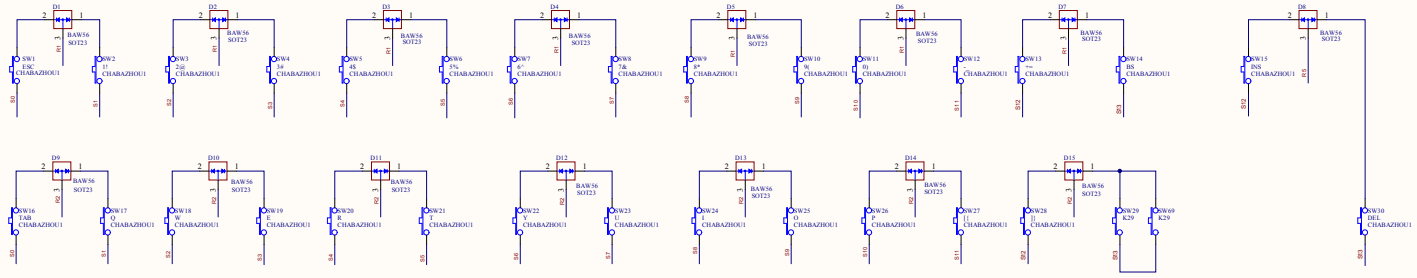 D1 D2 D3 D4 D5 D6 D7 D8
2 1 2 1 2 1 2 1 2 1 2 1 2 1 2 1
BAW56 BAW56 BAW56 BAW56 BAW56 BAW56 BAW56 BAW56
3 SOT23 3 SOT23 3 SOT23 3 SOT23 3 SOT23 3 SOT23 3 SOT23 3 SOT23
R1 R1 R1 R1 R1 R1 R1 R5
SW1 SW2 SW3 SW4 SW5 SW6 SW7 SW8 SW9 SW10 SW11 SW12 SW13 SW14 SW15
ESC 1! 2@ 3# 4$ 5% 6^ 7& 8* 9( 0) BS INS
CHABAZHOU1 CHABAZHOU1 CHABAZHOU1 CHABAZHOU1 CHABAZHOU1 CHABAZHOU1 CHABAZHOU1 CHABAZHOU1 CHABAZHOU1 CHABAZHOU1 CHABAZHOU1 CHABAZHOU1 CHABAZHOU1 CHABAZHOU1 CHABAZHOU1
S0 S1 S2 S3 S4 S5 S6 S7 S8 S9 S10 S11 S12 S12
D9 D10 D11 D12 D13 D14 D15
2 1 2 1 2 1 2 1 2 1 2 1 2 1
BAW56 BAW56 BAW56 BAW56 BAW56 BAW56 BAW56
3 SOT23 3 SOT23 3 SOT23 3 SOT23 3 SOT23 3 SOT23 3 SOT23
R2 R2 R2 R2 R2 R2 R2
SW16 SW17 SW18 SW19 SW20 SW21 SW22 SW23 SW24 SW25 SW26 SW27 SW28 SW29 SW69 SW30
TAB Q W E R T Y U I O P K29 K29 DEL
CHABAZHOU1 CHABAZHOU1 CHABAZHOU1 CHABAZHOU1 CHABAZHOU1 CHABAZHOU1 CHABAZHOU1 CHABAZHOU1 CHABAZHOU1 CHABAZHOU1 CHABAZHOU1 CHABAZHOU1 CHABAZHOU1 CHABAZHOU1
S0 S1 S2 S3 S4 S5 S6 S7 S8 S9 S10 S11